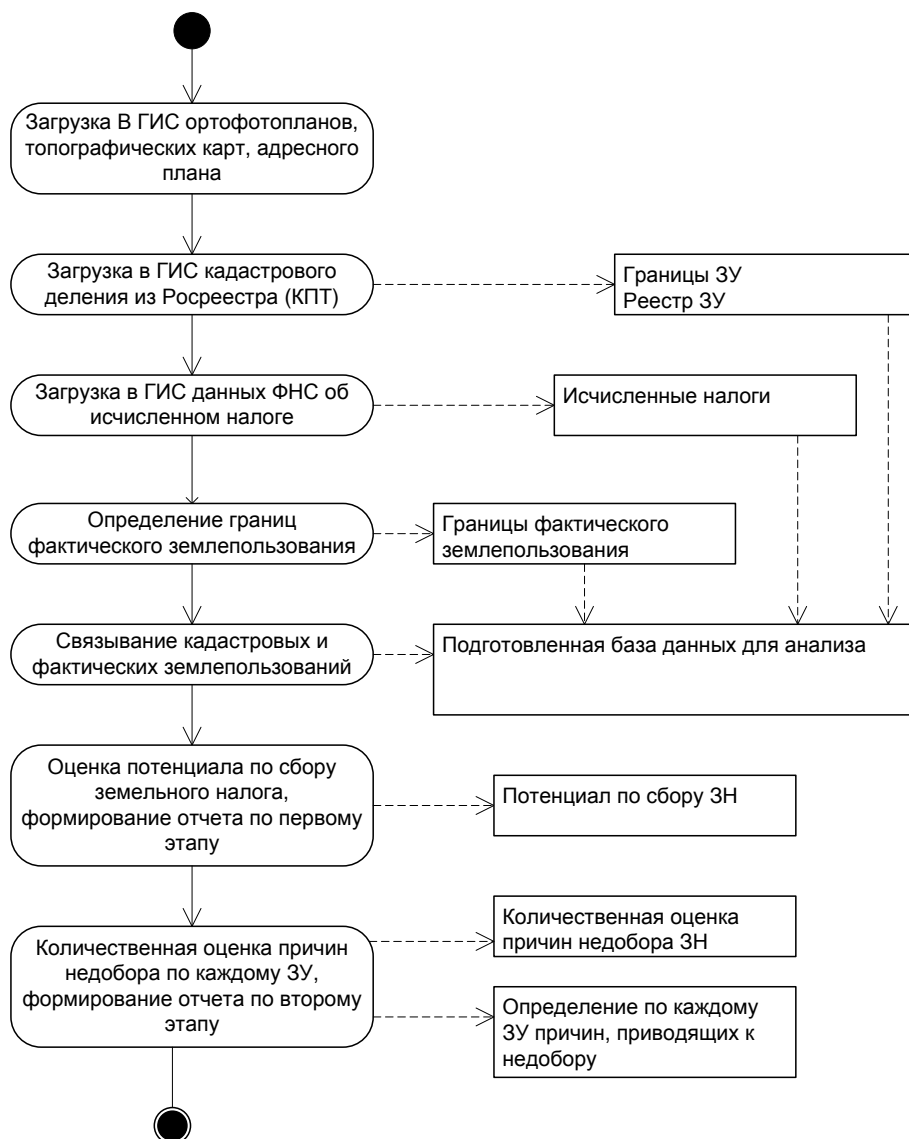 Загрузка В ГИС ортофотопланов,
топографических карт, адресного
плана
Загрузка в ГИС кадастрового
деления из Росреестра (КПТ)
Границы ЗУ
Реестр ЗУ
Загрузка в ГИС данных ФНС об
исчисленном налоге
Исчисленные налоги
Определение границ
фактического землепользования
Границы фактического
землепользования
Связывание кадастровых и
фактических землепользований
Подготовленная база данных для анализа
Оценка потенциала по сбору
земельного налога,
формирование отчета по первому
этапу
Потенциал по сбору ЗН
Количественная оценка причин
недобора по каждому ЗУ,
формирование отчета по второму
этапу
Количественная оценка
причин недобора ЗН
Определение по каждому
ЗУ причин, приводящих к
недобору